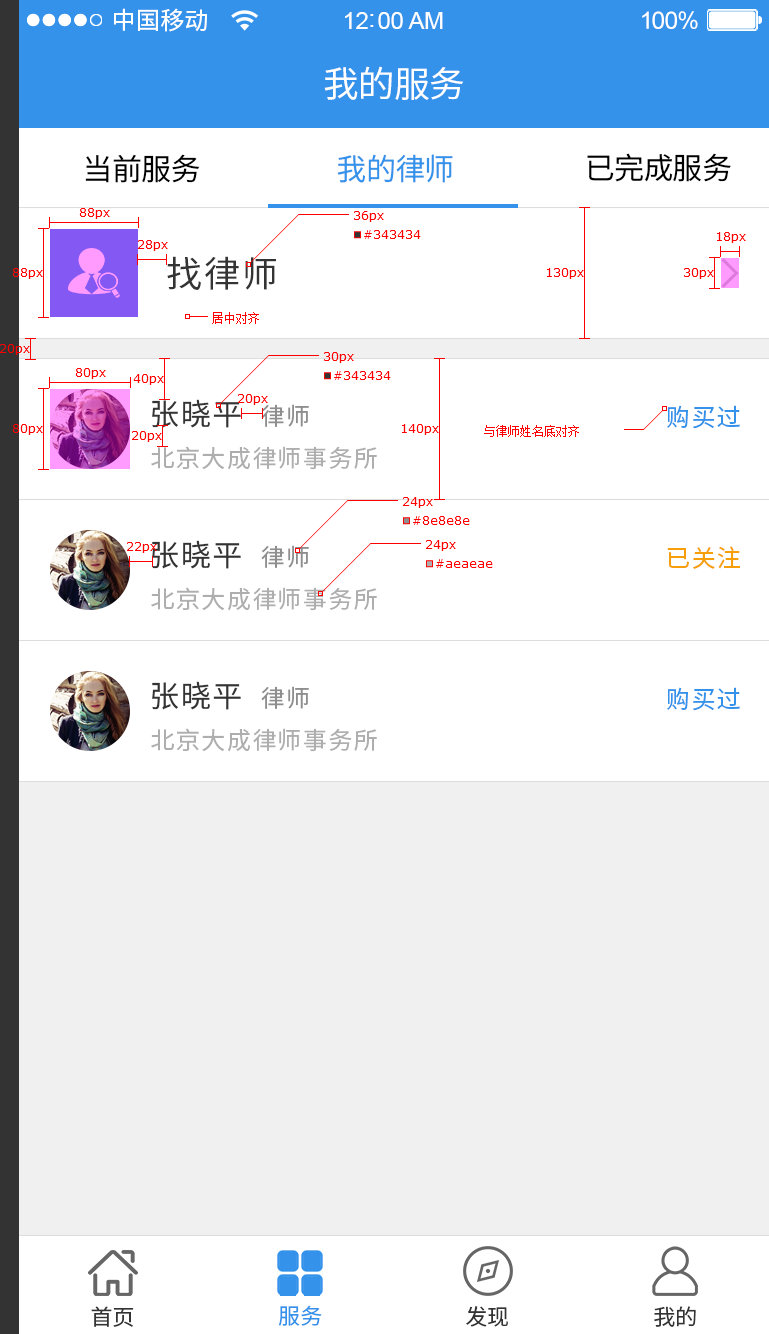 中国移动 12:00 AM 100%
我的服务
当前服务 我的律师 已完成服务
88px
36px
#343434
28px
18px
88px
找律师
130px
30px
居中对齐
20px
30px
80px
40px
#343434
20px
张晓平 律师
购买过
80px
20px
140px
与律师姓名底对齐
北京大成律师事务所
24px
#8e8e8e
22px
24px
张晓平 律师
已关注
#aeaeae
北京大成律师事务所
张晓平 律师
购买过
北京大成律师事务所
首页 服务 发现 我的